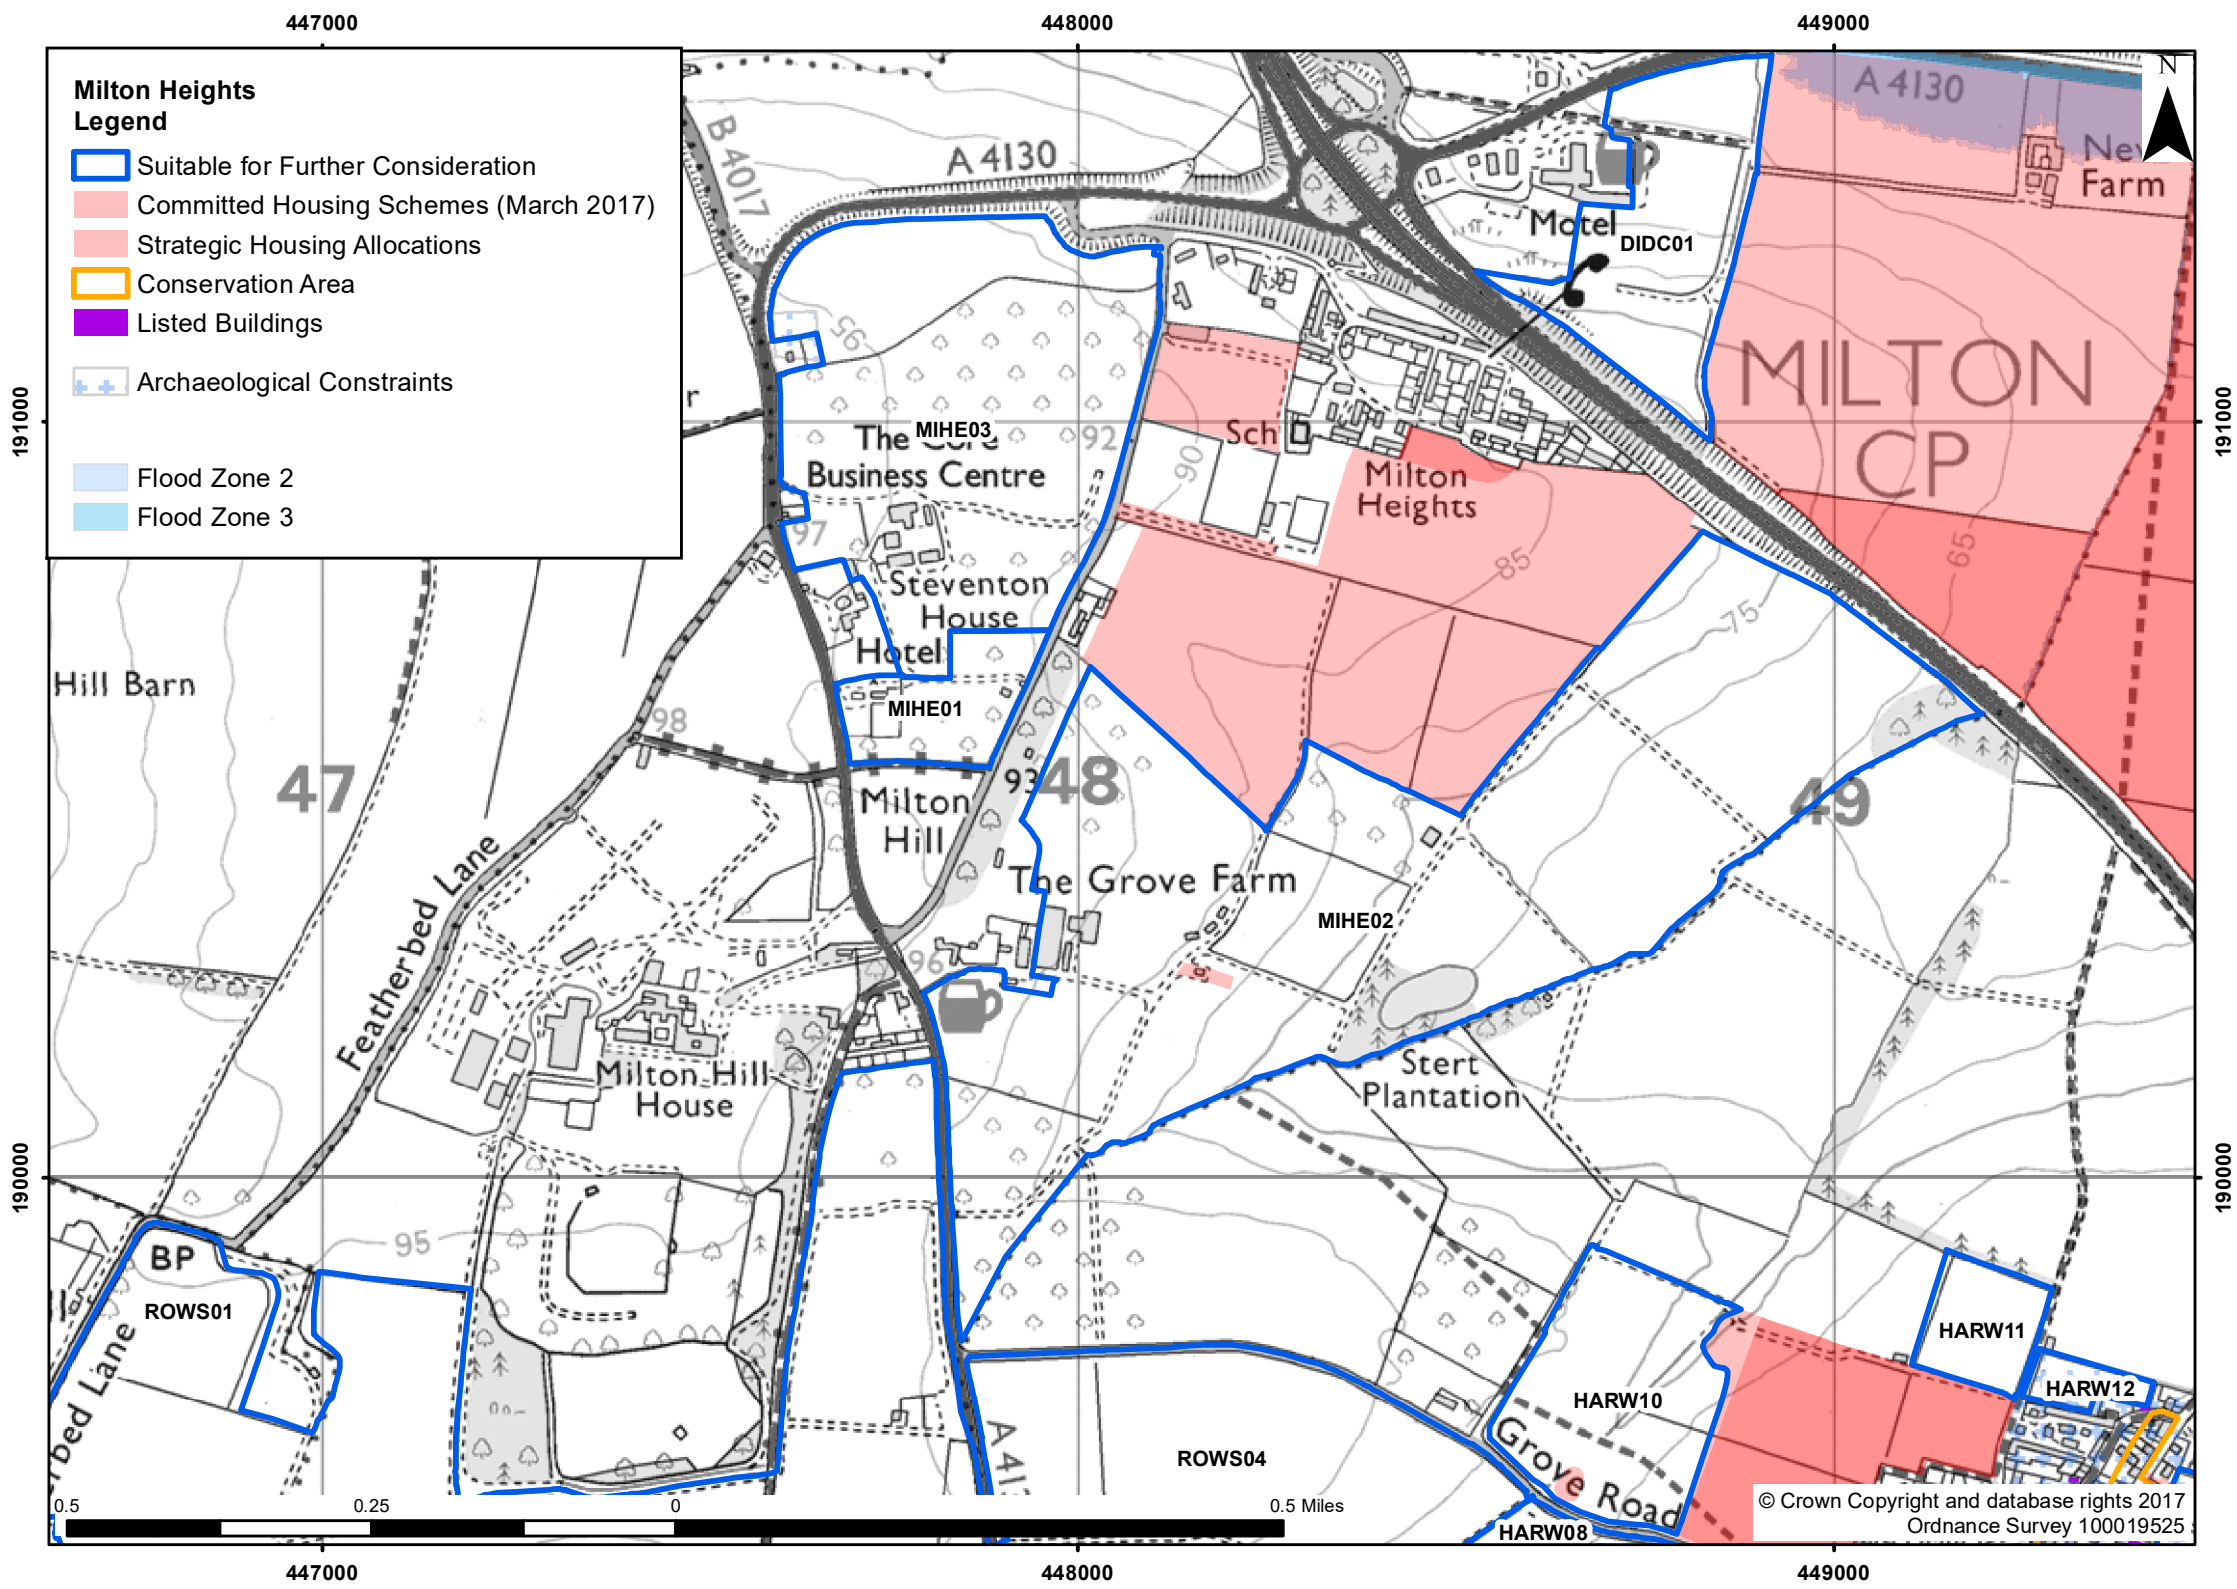 447000
448000
449000
Milton Heights
Legend
Suitable for Further Consideration
Committed Housing Schemes (March 2017)
Strategic Housing Allocations
Conservation Area
Listed Buildings
Archaeological Constraints
Flood Zone 2
Flood Zone 3
N
B 4017
A 4130
A 4130
Farm
Motel
DIDC01
MILTON
CP
95
92
90
r
191000
191000
MIHE03
The
Business Centre
Sch
Milton
Heights
97
85
65
75
Steventon
House
Hotel
Hill Barn
MIHE01
98
47
48
49
93
Milton
Hill
The Grove Farm
MIHE02
Featherbed Lane
96
Milton Hill
House
Stert
Plantation
190000
190000
95
BP
ROWS01
rbed Lane
HARW11
HARW12
HARW10
ROWS04
Grove Road
HARW08
0.5
0.25
0
0.5 Miles
© Crown Copyright and database rights 2017
Ordnance Survey 100019525
447000
448000
449000